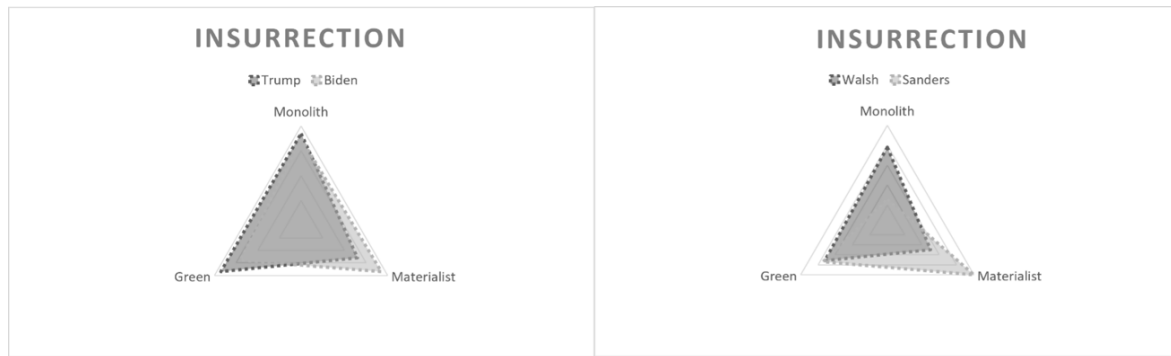 INSURRECTION
Trump Biden
Monolith
Green Materialist
INSURRECTION
Walsh Sanders
Monolith
Green Materialist